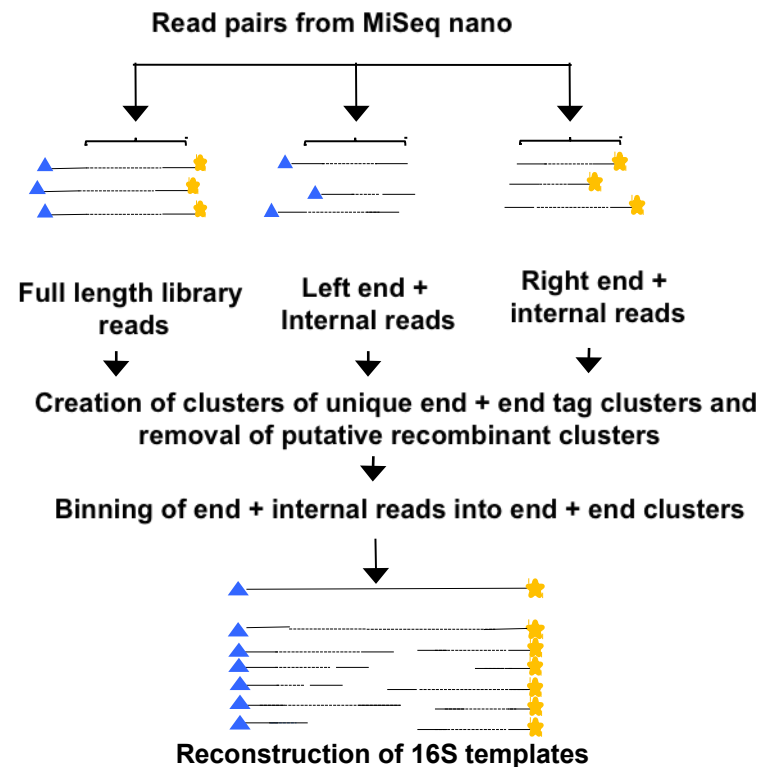 Read pairs from MiSeq nano
Full length library
reads
Left end +
Internal reads
Right end +
internal reads
Creation of clusters of unique end + end tag clusters and
removal of putative recombinant clusters
Binning of end + internal reads into end + end clusters
Reconstruction of 16S templates